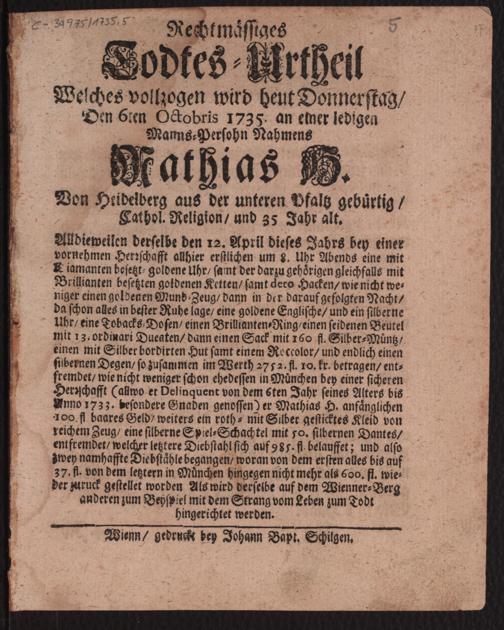 C-34975/1735,5
5
Rechtmässiges
Todtes-Urtheil
Welches vollzogen wird heut Donnerstag/
Den 6ten Octobris 1735. an einer ledigen
Manns-Persohn Nahmens
Mathias H.
Von Heidelberg aus der unteren Pfaltz gebürtig/
Cathol. Religion/ und 35 Jahr alt.
Alldieweilen derselbe den 12. April dieses Jahrs bey einer
vornehmen Herrschafft allhier erstlichen um 8. Uhr Abends eine mit
Diamanten besetzt-goldene Uhr/ samt der darzu gehörigen gleichfalls mit
Brillianten besetzten goldenen Ketten/ samt dero Hacken/ wie nicht we-
niger einen goldenen Mund-Zeug/ dann in der darauf gefolgten Nacht/
da schon alles in bester Ruhe lage/ eine goldene Englische/ und ein silberne
Uhr/ eine Tobacks-Dosen/ einen Brillianten-Ring/ einen seidenen Beutel
mit 13. ordinari Ducaten/ dann einen Sack mit 160 fl. Silber-Müntz/
einen mit Silber bordirten Hut samt einem Roccolor/ und endlich einen
silbernen Degen/ so zusammen im Werth 2752. fl. 10. kr. betragen/ ent-
fremdet/ wie nicht weniger schon ehedessen in München bey einer sicheren
Herrschafft (allwo er Delinquent von dem 6ten Jahr seines Alters bis
Anno 1733. besondere Gnaden genossen) er Mathias H. anfänglichen
100 fl baares Geld/ weiters ein roth- mit Silber gesticktes Kleid von
reichem Zeug/ eine silberne Spiel-Schachtel mit 50. silbernen Dantes/
entfremdet/ welcher letztere Diebstahl sich auf 985. fl. belauffet; und also
zwey namhaffte Diebstähle begangen/ woran von dem ersten alles bis auf
37. fl. von dem letztern in München hingegen nicht mehr als 600. fl. wie-
der zuruck gestellet worden Als wird derselbe auf dem Wienner-Berg
anderen zum Beyspiel mit dem Strang vom Leben zum Todt
hingerichtet werden.
Wienn/ gedruckt bey Johann Bapt. Schilgen.